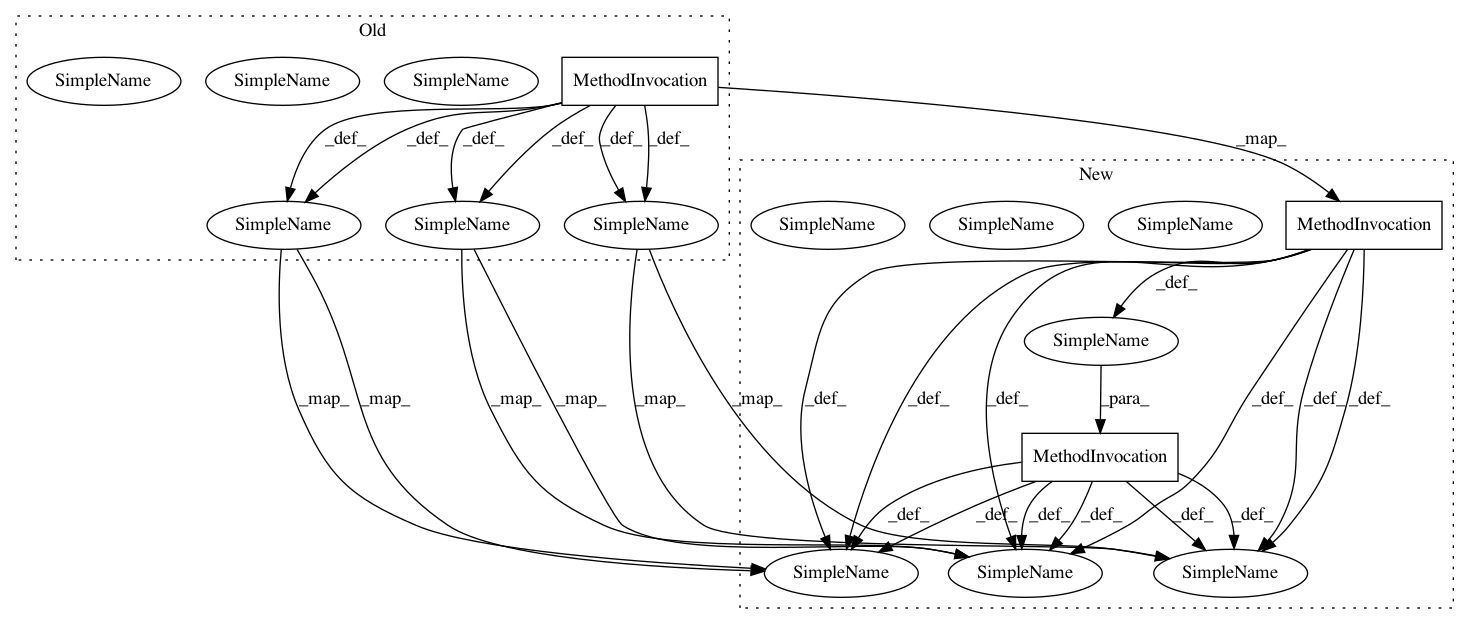 Old
SimpleName SimpleName SimpleName MethodInvocation
_def_ _def_ _def_ _def_ _def_ _def_ _map_
New
SimpleName SimpleName SimpleName SimpleName SimpleName SimpleName MethodInvocation
_def_
SimpleName
_map_ _map_ _map_ _map_ _map_ _map_ _def_ _def_ _def_ _para_ _def_ _def_ _def_
MethodInvocation
_def_ _def_ _def_ _def_ _def_ _def_
SimpleName SimpleName SimpleName